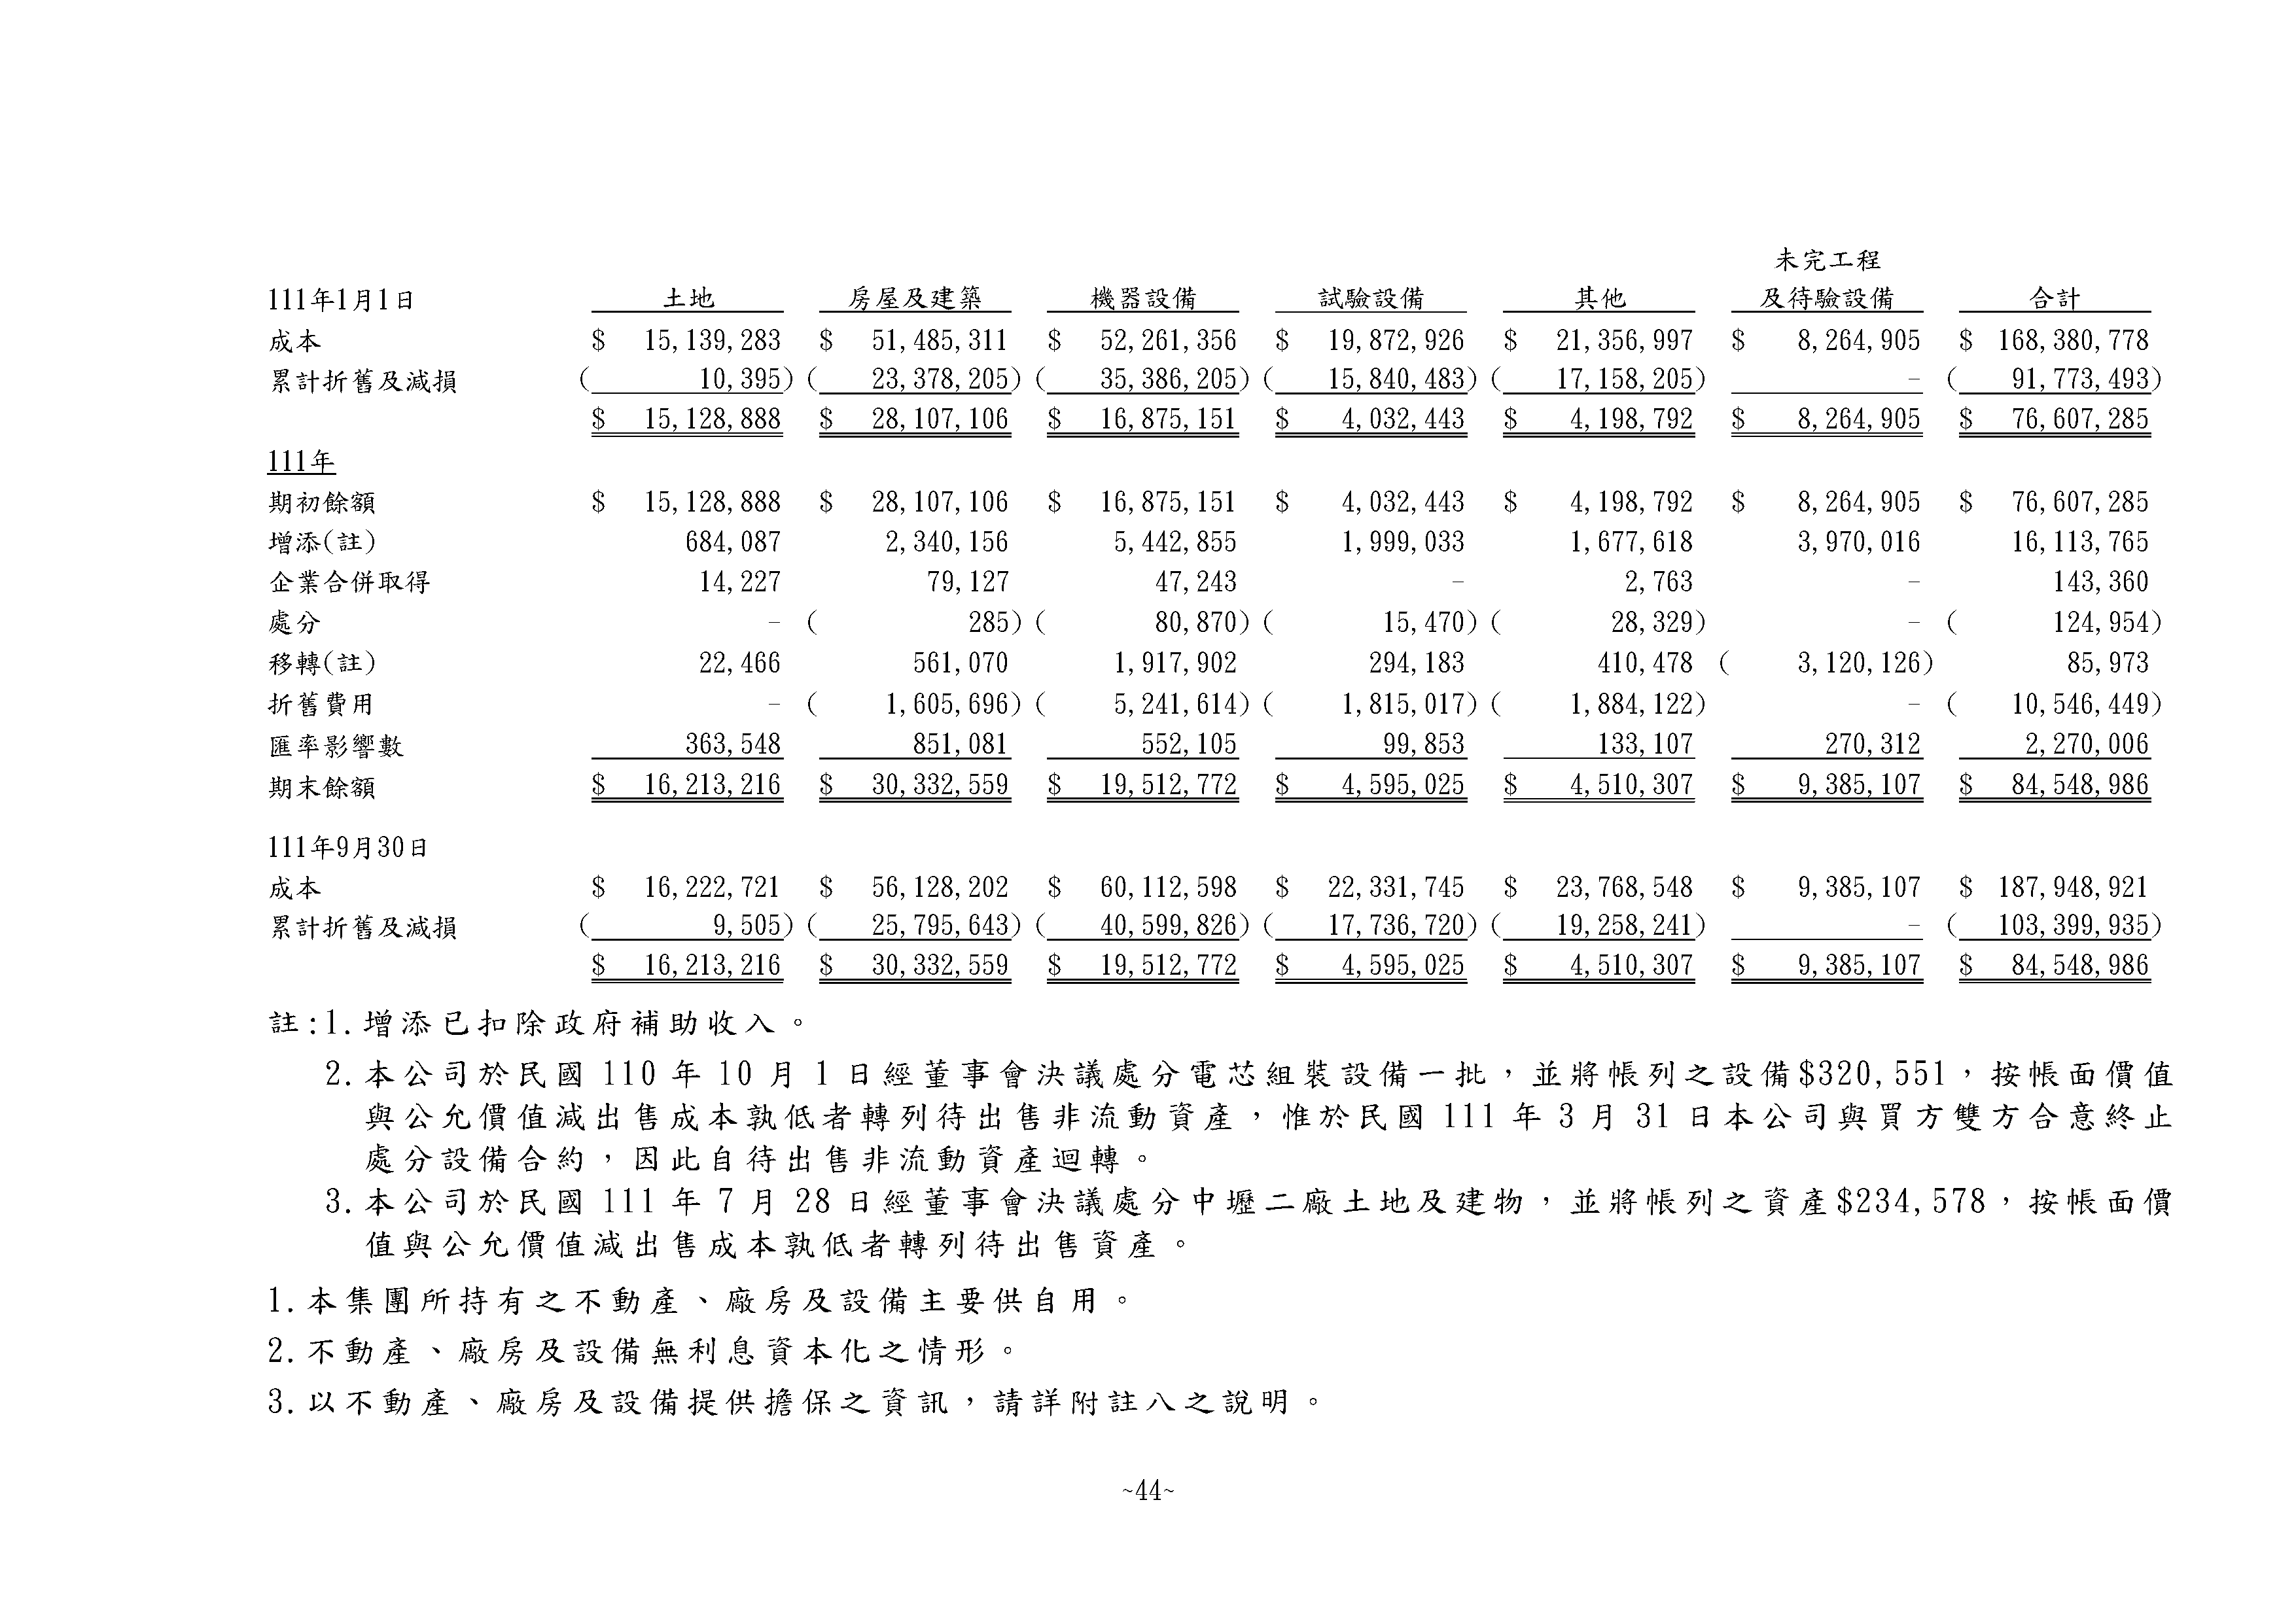 未完工程
111年1月1日 土地 房屋及建築 機器設備 試驗設備 其他 及待驗設備 合計
成本 $ 15,139,283 $ 51,485,311 $ 52,261,356 $ 19,872,926 $ 21,356,997 $ 8,264,905 $ 168,380,778
累計折舊及減損 ( 10,395) ( 23,378,205) ( 35,386,205) ( 15,840,483) ( 17,158,205) - ( 91,773,493)
$ 15,128,888 $ 28,107,106 $ 16,875,151 $ 4,032,443 $ 4,198,792 $ 8,264,905 $ 76,607,285
111年
期初餘額 $ 15,128,888 $ 28,107,106 $ 16,875,151 $ 4,032,443 $ 4,198,792 $ 8,264,905 $ 76,607,285
增添(註) 684,087 2,340,156 5,442,855 1,999,033 1,677,618 3,970,016 16,113,765
企業合併取得 14,227 79,127 47,243 - 2,763 - 143,360
處分 - ( 285) ( 80,870) ( 15,470) ( 28,329) - ( 124,954)
移轉(註) 22,466 561,070 1,917,902 294,183 410,478 ( 3,120,126) 85,973
折舊費用 - ( 1,605,696) ( 5,241,614) ( 1,815,017) ( 1,884,122) - ( 10,546,449)
匯率影響數 363,548 851,081 552,105 99,853 133,107 270,312 2,270,006
期末餘額 $ 16,213,216 $ 30,332,559 $ 19,512,772 $ 4,595,025 $ 4,510,307 $ 9,385,107 $ 84,548,986
111年9月30日
成本 $ 16,222,721 $ 56,128,202 $ 60,112,598 $ 22,331,745 $ 23,768,548 $ 9,385,107 $ 187,948,921
累計折舊及減損 ( 9,505) ( 25,795,643) ( 40,599,826) ( 17,736,720) ( 19,258,241) - ( 103,399,935)
$ 16,213,216 $ 30,332,559 $ 19,512,772 $ 4,595,025 $ 4,510,307 $ 9,385,107 $ 84,548,986
註:1.增添已扣除政府補助收入。
2.本公司於民國 110 年 10 月 1 日經董事會決議處分電芯組裝設備一批，並將帳列之設備$320,551，按帳面價值
與公允價值減出售成本孰低者轉列待出售非流動資產，惟於民國 111 年 3 月 31 日本公司與買方雙方合意終止
處分設備合約，因此自待出售非流動資產迴轉。
3.本公司於民國 111 年 7 月 28 日經董事會決議處分中壢二廠土地及建物，並將帳列之資產$234,578，按帳面價
值與公允價值減出售成本孰低者轉列待出售資產。
1.本集團所持有之不動產、廠房及設備主要供自用。
2.不動產、廠房及設備無利息資本化之情形。
3.以不動產、廠房及設備提供擔保之資訊，請詳附註八之說明。
~44~